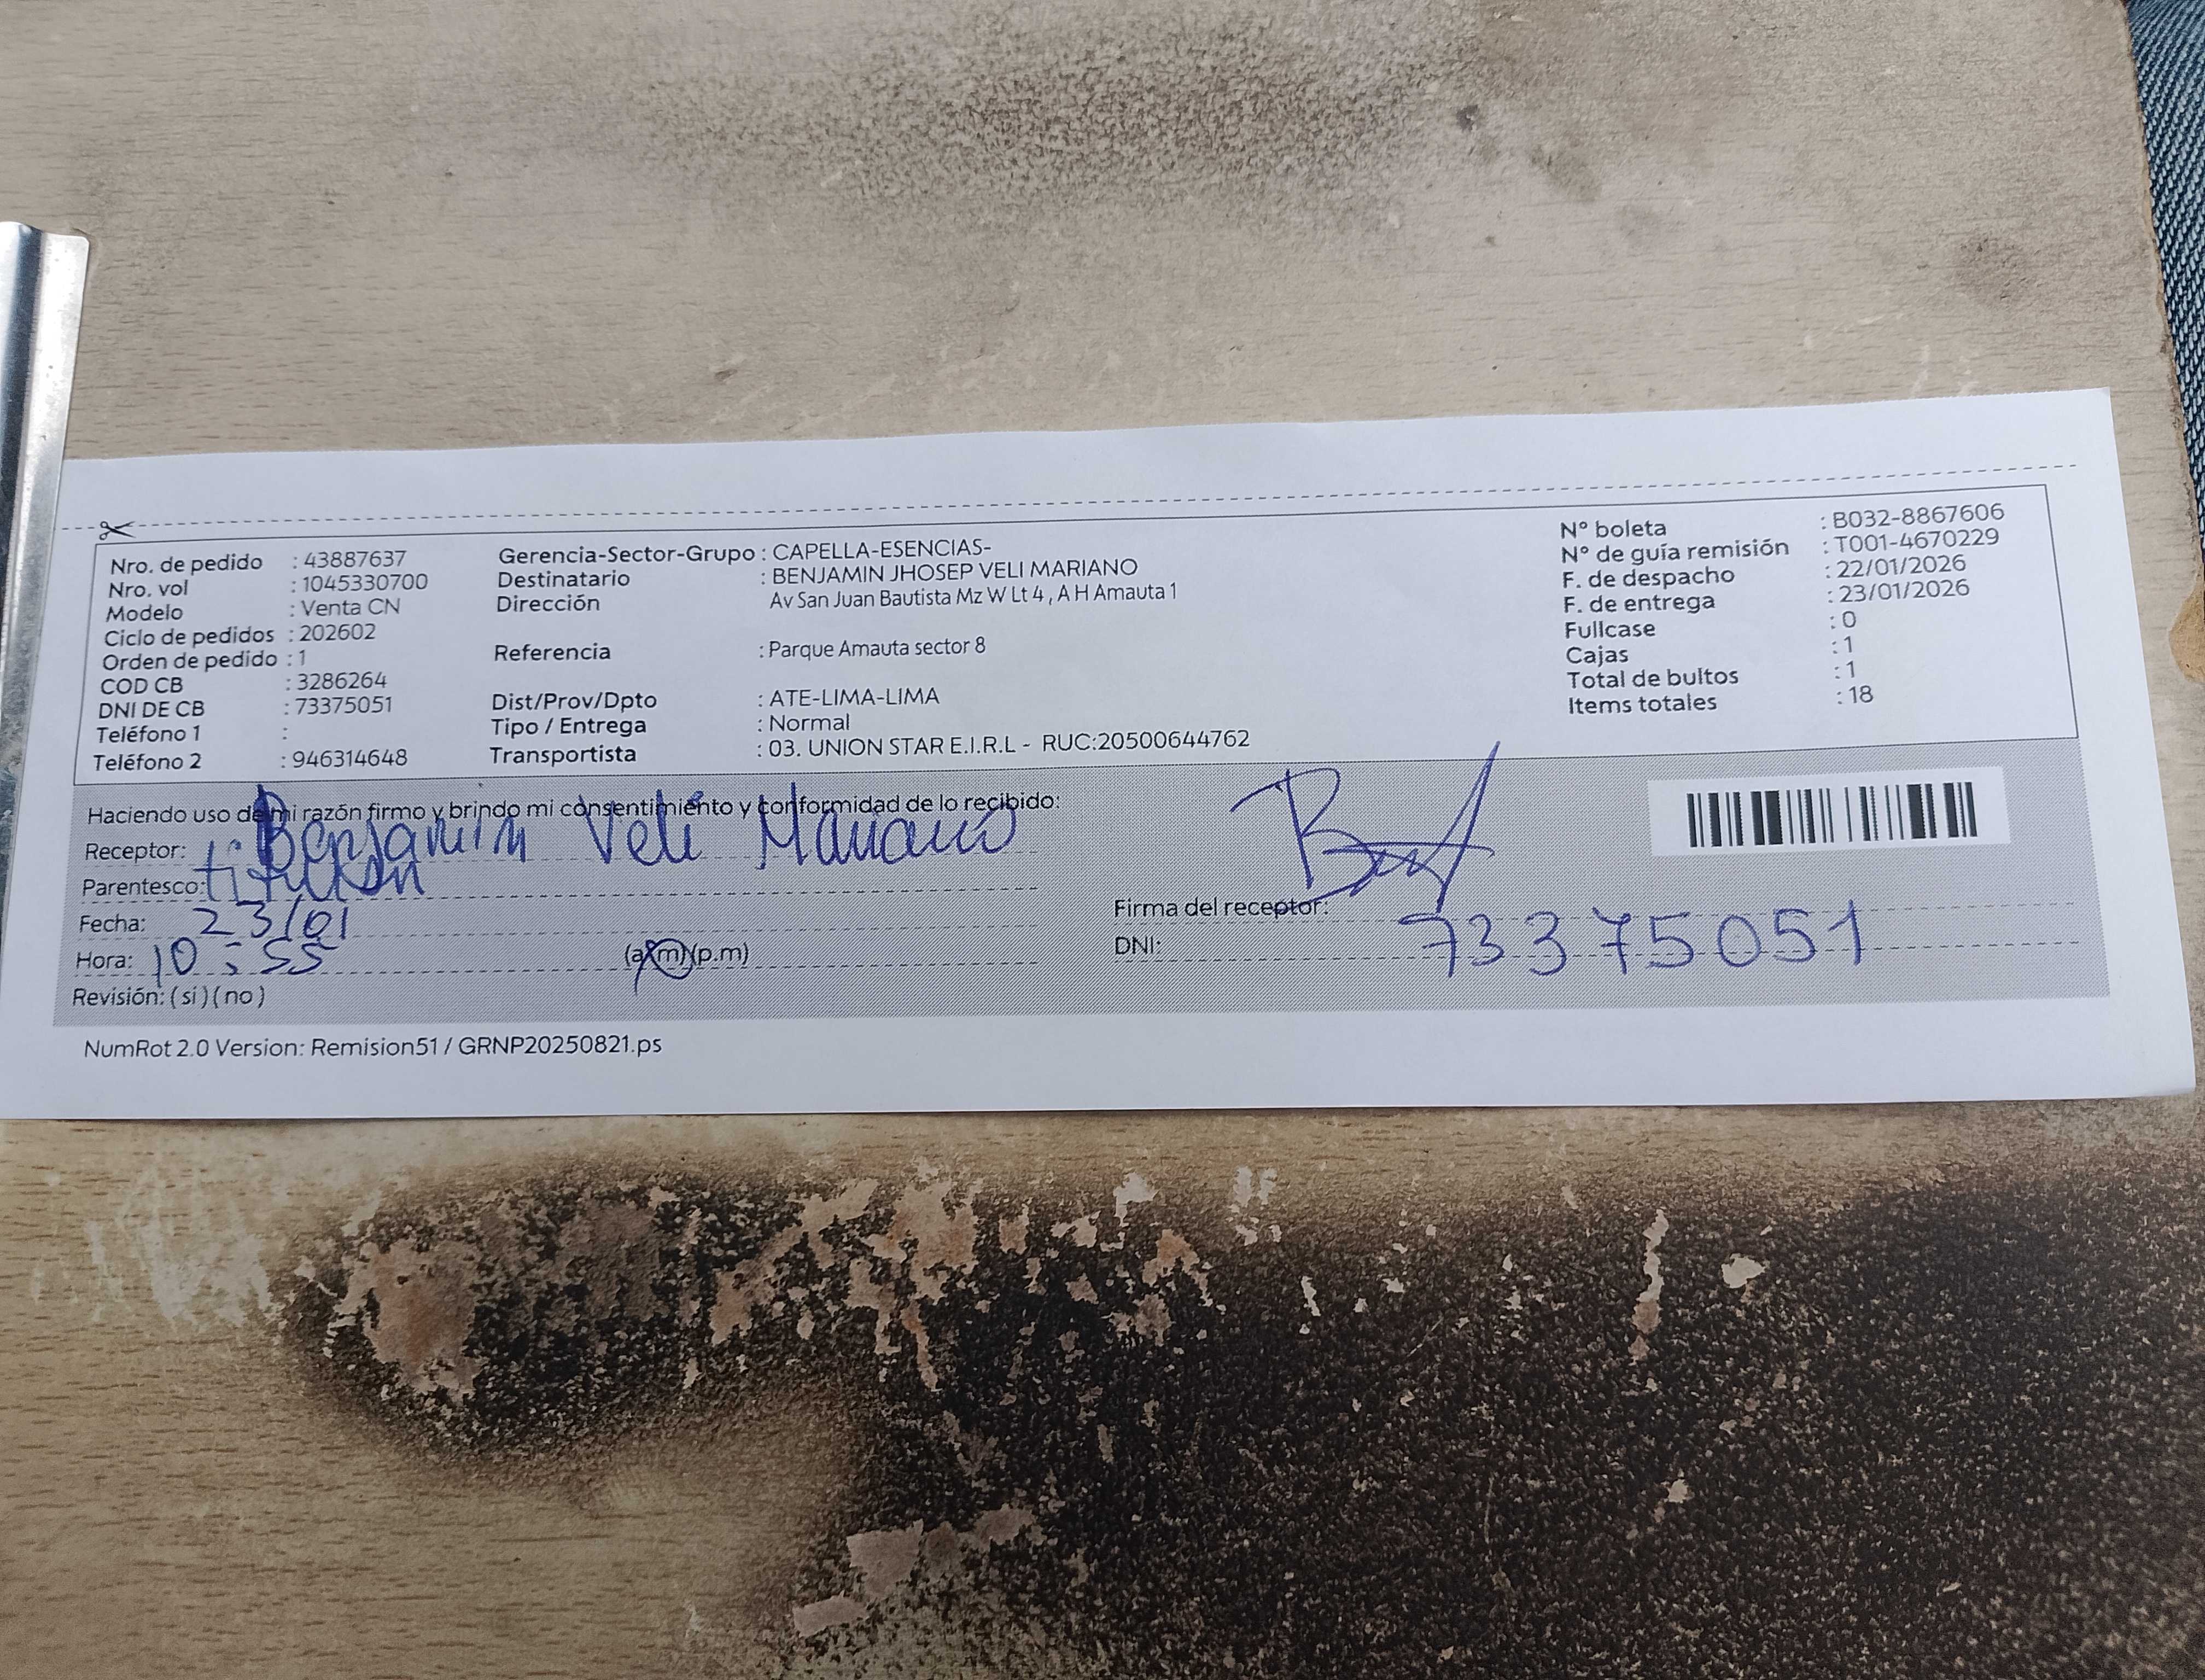 Nro. de pedido : 43887637
Nro. vol : 1045330700
Modelo : Venta CN
Ciclo de pedidos : 202602
Orden de pedido : 1
COD CB : 3286264
DNI DE CB : 73375051
Teléfono 1 :
Teléfono 2 : 946314648
Gerencia-Sector-Grupo : CAPELLA-ESENCIAS-
Destinatario : BENJAMIN JHOSEP VELI MARIANO
Dirección Av San Juan Bautista Mz W Lt 4 , A H Amauta 1
Referencia : Parque Amauta sector 8
Dist/Prov/Dpto : ATE-LIMA-LIMA
Tipo / Entrega : Normal
Transportista : 03. UNION STAR E.I.R.L - RUC:20500644762
N° boleta : B032-8867606
N° de guía remisión : T001-4670229
F. de despacho : 22/01/2026
F. de entrega : 23/01/2026
Fullcase : 0
Cajas : 1
Total de bultos : 1
Items totales : 18
Haciendo uso de mi razón firmo y brindo mi consentimiento y conformidad de lo recibido:
Receptor: Benjamin Veli Mariano
Parentesco:
Fecha: 23/01
Hora: 10:55 (a.m)(p.m)
Revisión: (si)(no)
Firma del receptor:
DNI: 73375051
NumRot 2.0 Version: Remision51 / GRNP20250821.ps